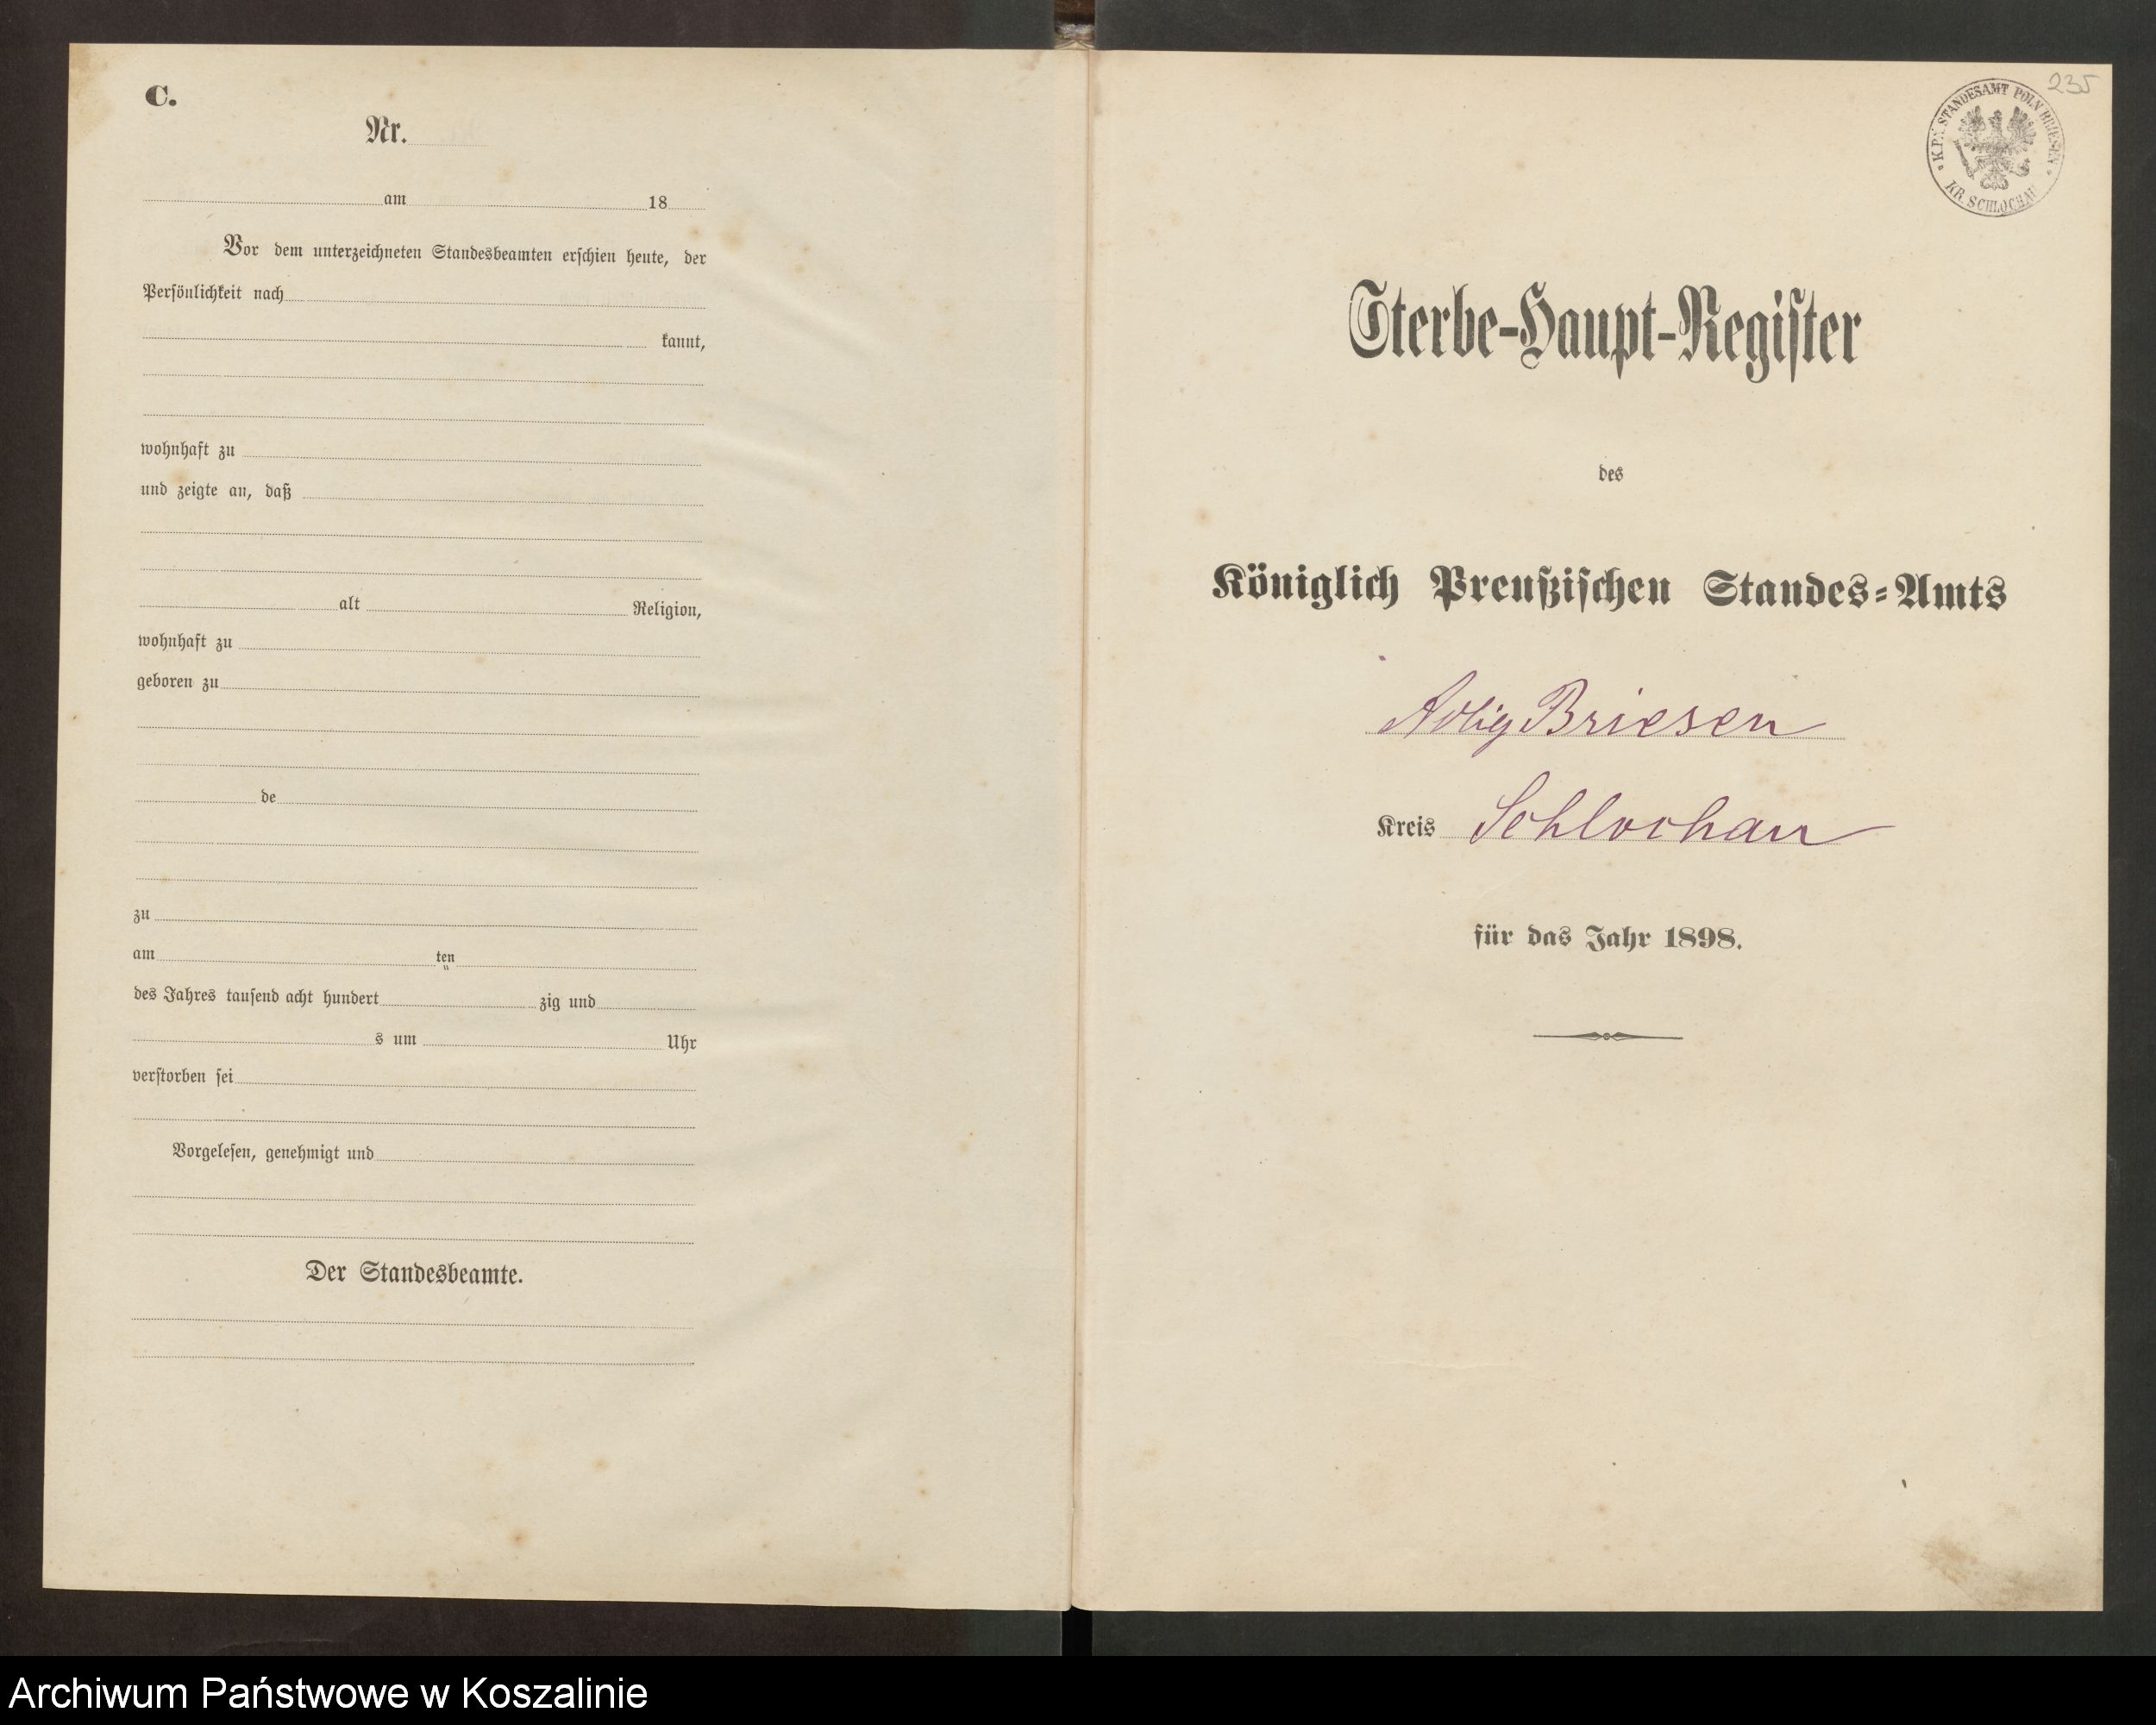 C.
Nr.
am 18
Vor dem unterzeichneten Standesbeamten erschien heute, der
Persönlichkeit nach
kannt,
wohnhaft zu
und zeigte an, daß
alt Religion,
wohnhaft zu
geboren zu
de
zu
am ten
des Jahres tausend acht hundert zig und
s um Uhr
verstorben sei
Vorgelesen, genehmigt und
Der Standesbeamte.
235
K.PR. STANDESAMT POLN BRIESEN
KR. SCHLOCHAU
Sterbe-Haupt-Register
des
Königlich Preußischen Standes-Amts
Adlig Briesen
Kreis Schlochau
für das Jahr 1898.
Archiwum Państwowe w Koszalinie